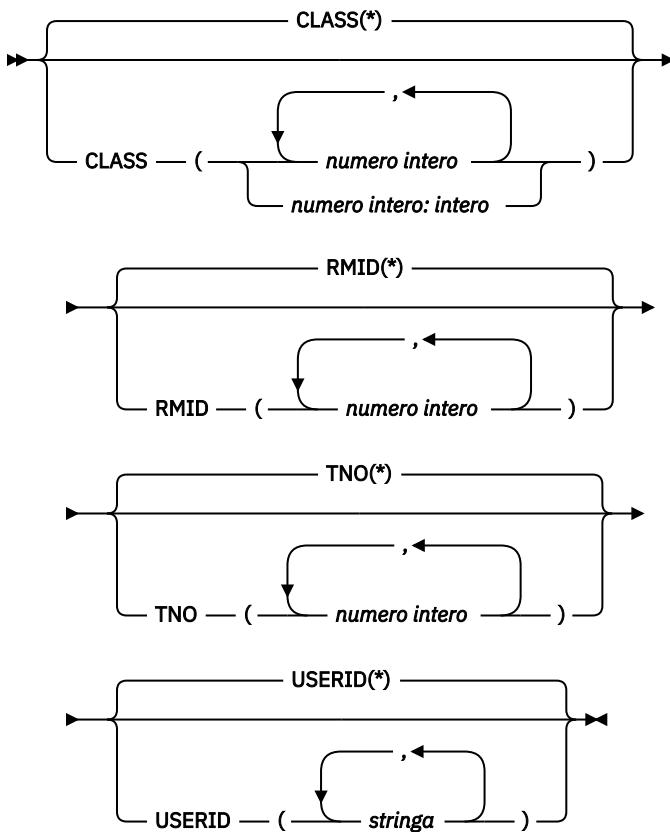 CLASS(*)
,
CLASS ( numero intero )
numero intero: intero
RMID(*)
,
RMID ( numero intero )
TNO(*)
,
TNO ( numero intero )
USERID(*)
,
USERID ( stringa )